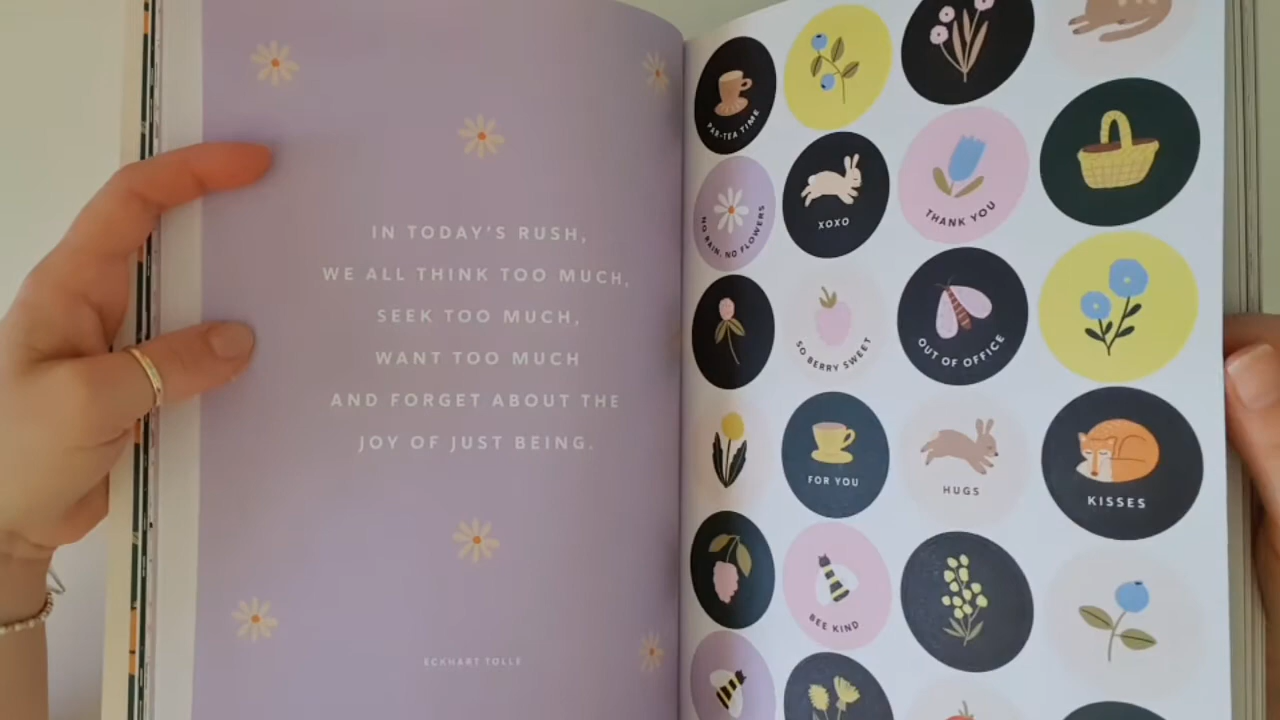 IN TODAY'S RUSH,
WE ALL THINK TOO MUCH,
SEEK TOO MUCH,
WANT TOO MUCH
AND FORGET ABOUT THE
JOY OF JUST BEING.
ECKHART TOLLE
PAR-TEA TIME
NO RAIN, NO FLOWERS
XOXO
THANK YOU
SO BERRY SWEET
OUT OF OFFICE
FOR YOU
HUGS
KISSES
BEE KIND